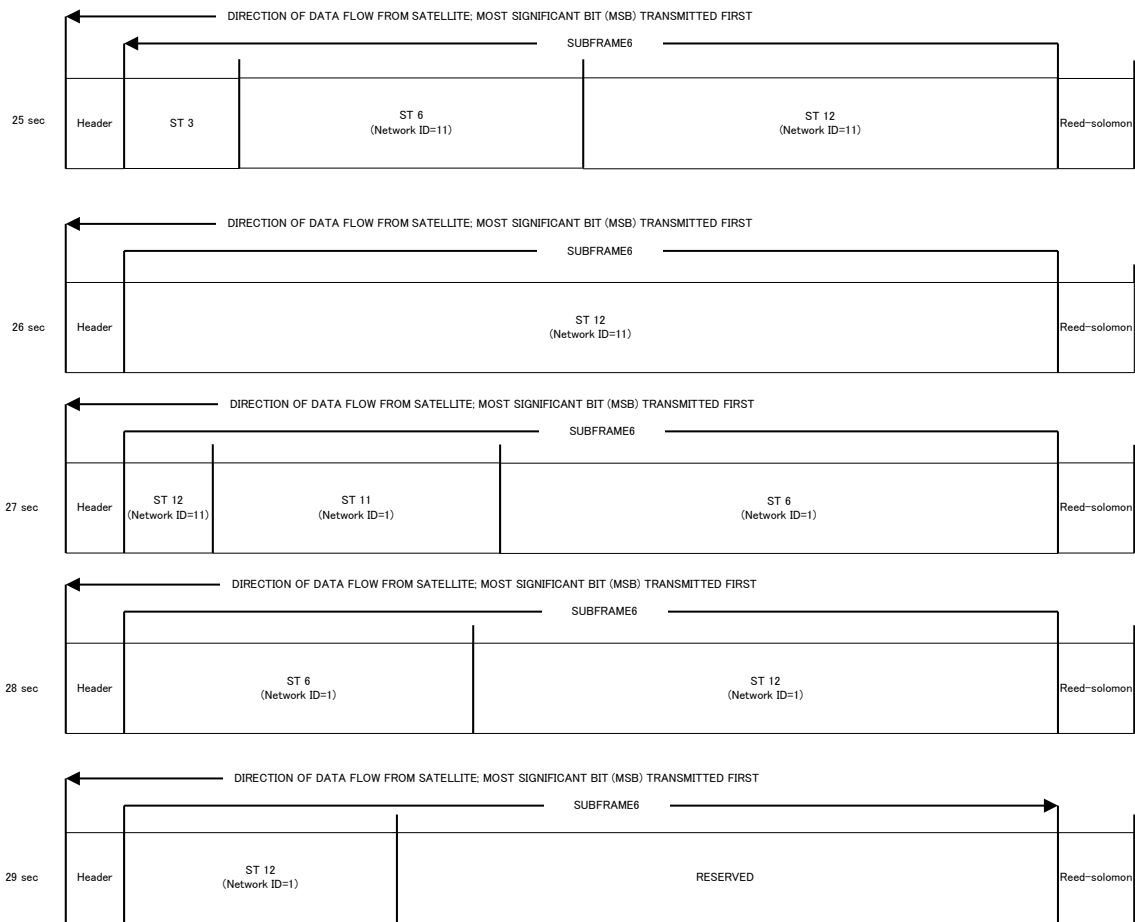 DIRECTION OF DATA FLOW FROM SATELLITE; MOST SIGNIFICANT BIT (MSB) TRANSMITTED FIRST
SUBFRAME6
25 sec
Header
ST 3
ST 6
(Network ID=11)
ST 12
(Network ID=11)
Reed-solomon
DIRECTION OF DATA FLOW FROM SATELLITE; MOST SIGNIFICANT BIT (MSB) TRANSMITTED FIRST
SUBFRAME6
26 sec
Header
ST 12
(Network ID=11)
Reed-solomon
DIRECTION OF DATA FLOW FROM SATELLITE; MOST SIGNIFICANT BIT (MSB) TRANSMITTED FIRST
SUBFRAME6
27 sec
Header
ST 12
(Network ID=11)
ST 11
(Network ID=1)
ST 6
(Network ID=1)
Reed-solomon
DIRECTION OF DATA FLOW FROM SATELLITE; MOST SIGNIFICANT BIT (MSB) TRANSMITTED FIRST
SUBFRAME6
28 sec
Header
ST 6
(Network ID=1)
ST 12
(Network ID=1)
Reed-solomon
DIRECTION OF DATA FLOW FROM SATELLITE; MOST SIGNIFICANT BIT (MSB) TRANSMITTED FIRST
SUBFRAME6
29 sec
Header
ST 12
(Network ID=1)
RESERVED
Reed-solomon